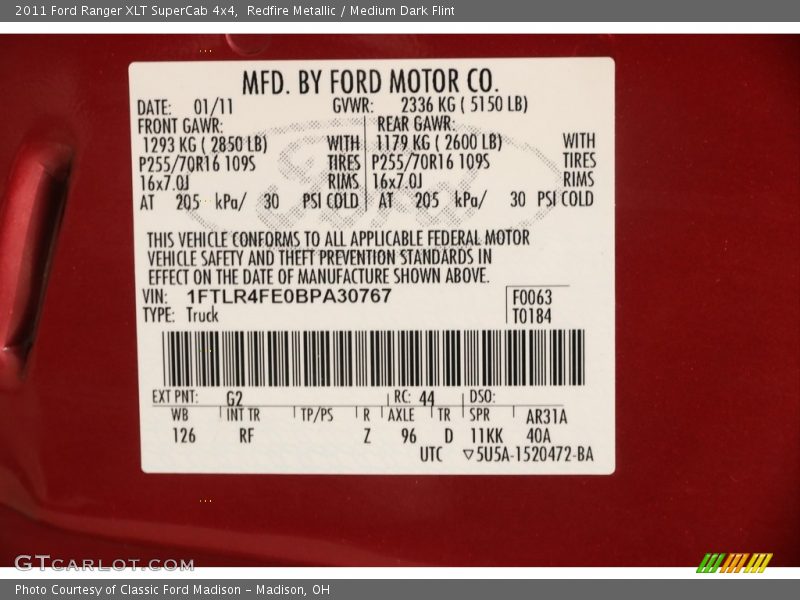 2011 Ford Ranger XLT SuperCab 4x4, Redfire Metallic / Medium Dark Flint
MFD. BY FORD MOTOR CO.
DATE: 01/11 GVWR: 2336 KG ( 5150 LB)
FRONT GAWR: REAR GAWR:
1293 KG ( 2850 LB) WITH 1179 KG ( 2600 LB) WITH
P255/70R16 109S TIRES P255/70R16 109S TIRES
16x7.0J RIMS 16x7.0J RIMS
AT 205 kPa/ 30 PSI COLD AT 205 kPa/ 30 PSI COLD
Ford
THIS VEHICLE CONFORMS TO ALL APPLICABLE FEDERAL MOTOR
VEHICLE SAFETY AND THEFT PREVENTION STANDARDS IN
EFFECT ON THE DATE OF MANUFACTURE SHOWN ABOVE.
VIN: 1FTLR4FE0BPA30767 F0063
TYPE: Truck T0184
EXT PNT: G2 RC: 44 DSO:
WB INT TR TP/PS R AXLE TR SPR AR31A
126 RF Z 96 D 11KK 40A
UTC ▽5U5A-1520472-BA
GTCARLOT.COM
Photo Courtesy of Classic Ford Madison - Madison, OH